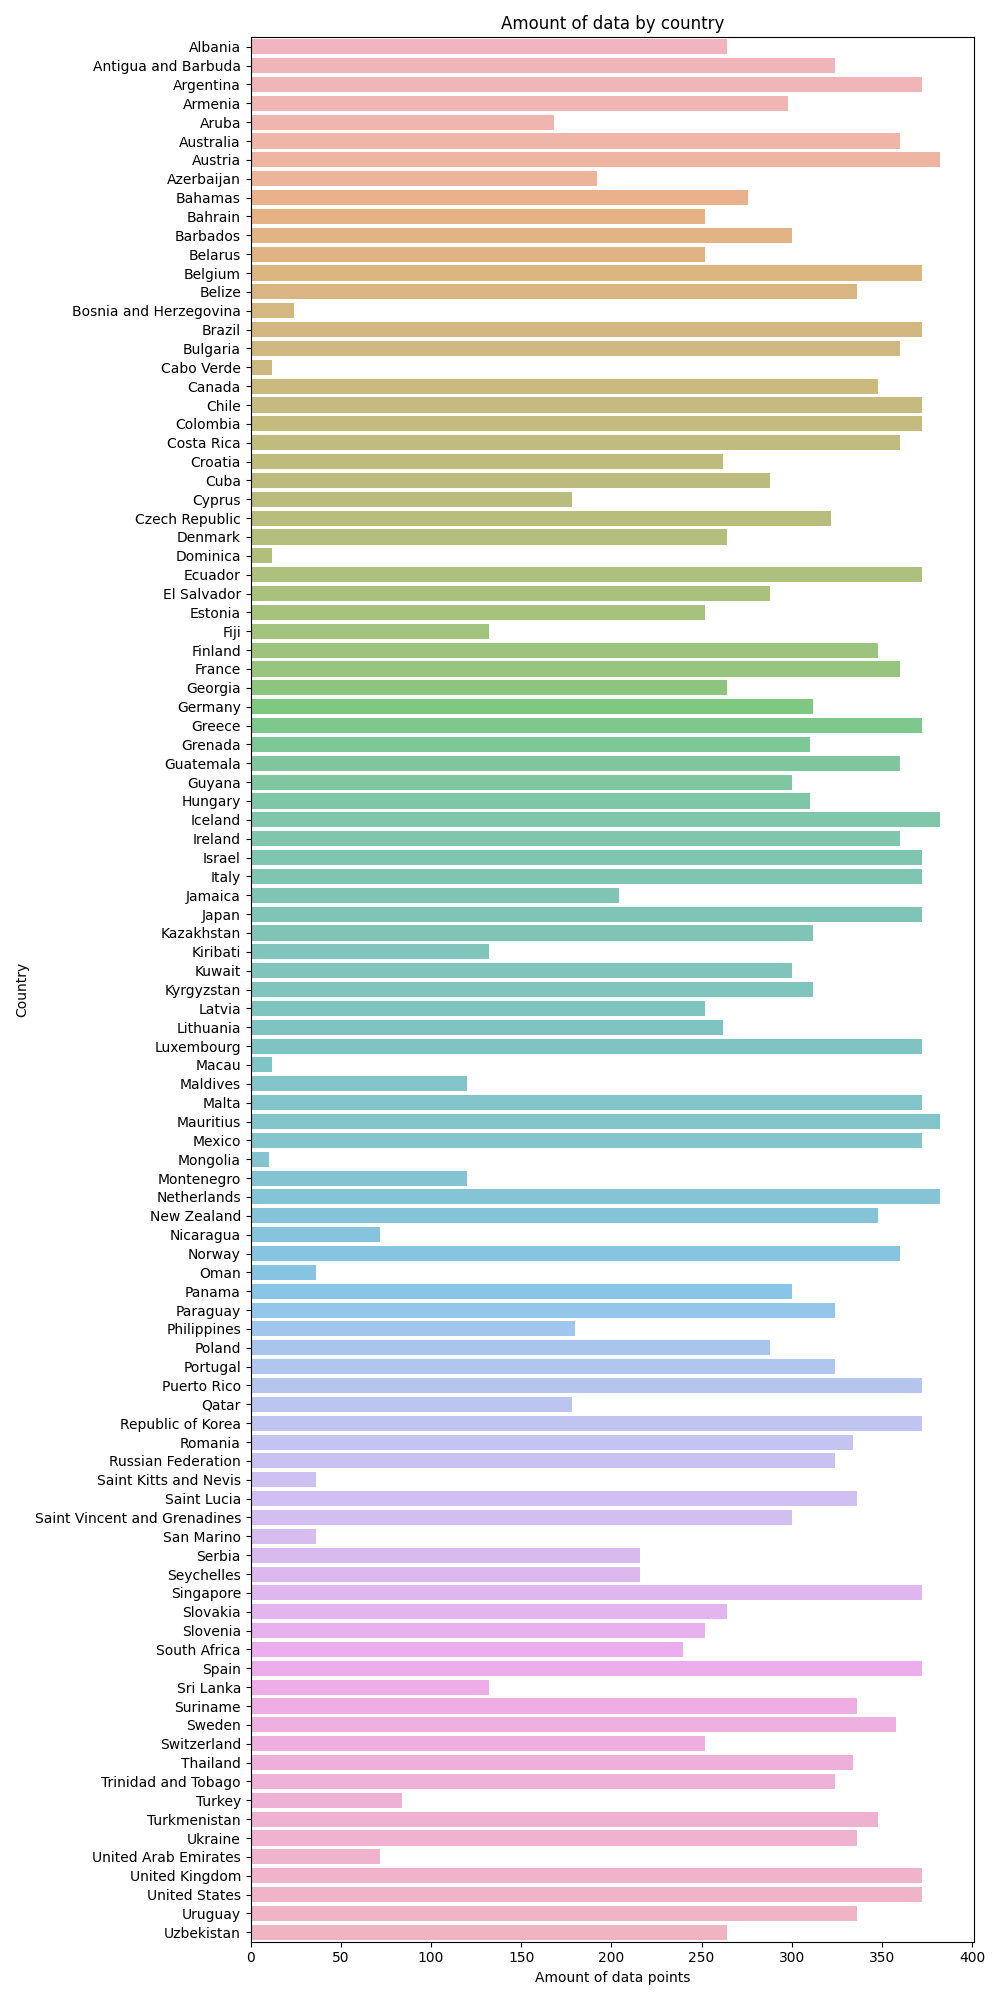 Amount of data by country
Albania
Antigua and Barbuda
Argentina
Armenia
Aruba
Australia
Austria
Azerbaijan
Bahamas
Bahrain
Barbados
Belarus
Belgium
Belize
Bosnia and Herzegovina
Brazil
Bulgaria
Cabo Verde
Canada
Chile
Colombia
Costa Rica
Croatia
Cuba
Cyprus
Czech Republic
Denmark
Dominica
Ecuador
El Salvador
Estonia
Fiji
Finland
France
Georgia
Germany
Greece
Grenada
Guatemala
Guyana
Hungary
Iceland
Ireland
Israel
Italy
Jamaica
Japan
Kazakhstan
Kiribati
Kuwait
Kyrgyzstan
Latvia
Lithuania
Luxembourg
Macau
Maldives
Malta
Mauritius
Mexico
Mongolia
Montenegro
Netherlands
New Zealand
Nicaragua
Norway
Oman
Panama
Paraguay
Philippines
Poland
Portugal
Puerto Rico
Qatar
Republic of Korea
Romania
Russian Federation
Saint Kitts and Nevis
Saint Lucia
Saint Vincent and Grenadines
San Marino
Serbia
Seychelles
Singapore
Slovakia
Slovenia
South Africa
Spain
Sri Lanka
Suriname
Sweden
Switzerland
Thailand
Trinidad and Tobago
Turkey
Turkmenistan
Ukraine
United Arab Emirates
United Kingdom
United States
Uruguay
Uzbekistan
Country
0 50 100 150 200 250 300 350 400
Amount of data points